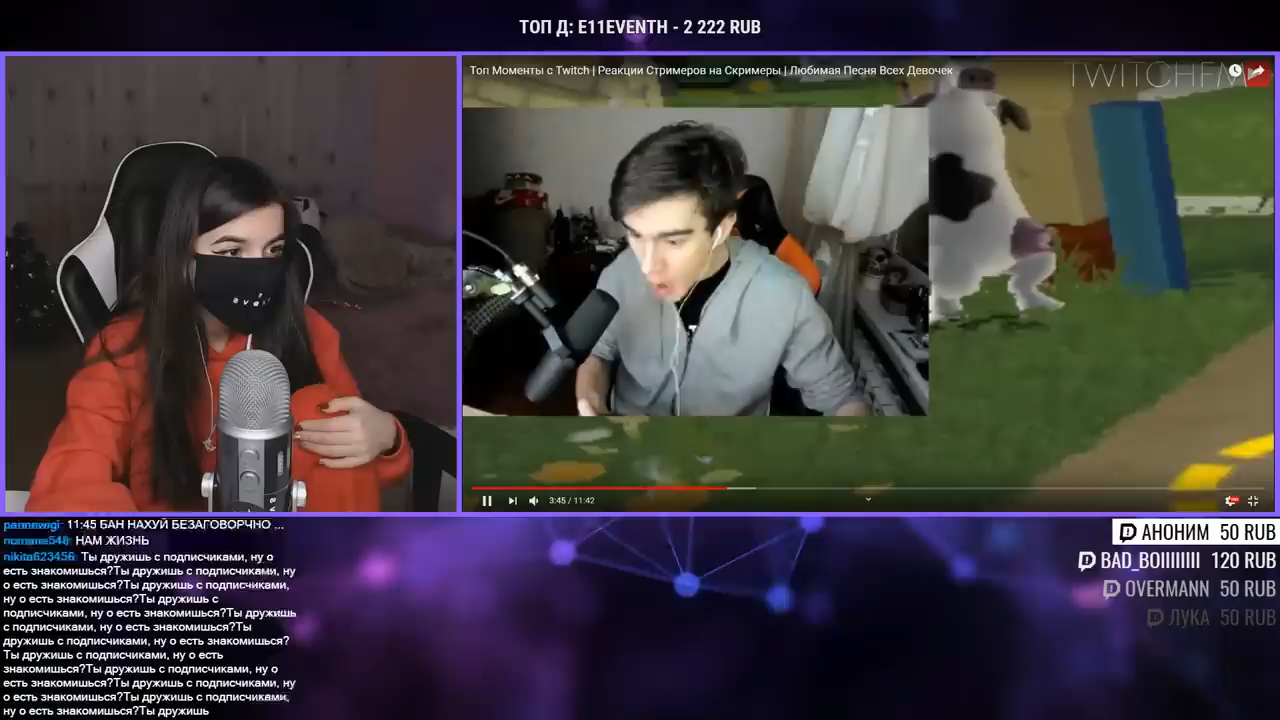 ТОП Д: E11EVENTH - 2 222 RUB
Топ Моменты с Twitch | Реакции Стримеров на Скримеры | Любимая Песня Всех Девочек
TWITCHFM
3:45 / 11:42
11:45 БАН НАХУЙ БЕЗАГОВОРЧНО ...
НАМ ЖИЗНЬ
nikita623456: Ты дружишь с подписчиками, ну о
есть знакомишься?Ты дружишь с подписчиками, ну
о есть знакомишься?Ты дружишь с подписчиками,
ну о есть знакомишься?Ты дружишь с
подписчиками, ну о есть знакомишься?Ты дружишь
с подписчиками, ну о есть знакомишься?Ты
дружишь с подписчиками, ну о есть знакомишься?
Ты дружишь с подписчиками, ну о есть
знакомишься?Ты дружишь с подписчиками, ну о
есть знакомишься?Ты дружишь с подписчиками, ну
о есть знакомишься?Ты дружишь с подписчиками,
ну о есть знакомишься?Ты дружишь
АНОНИМ 50 RUB
BAD_BOIIIIIIII 120 RUB
OVERMANN 50 RUB
ЛУКА 50 RUB